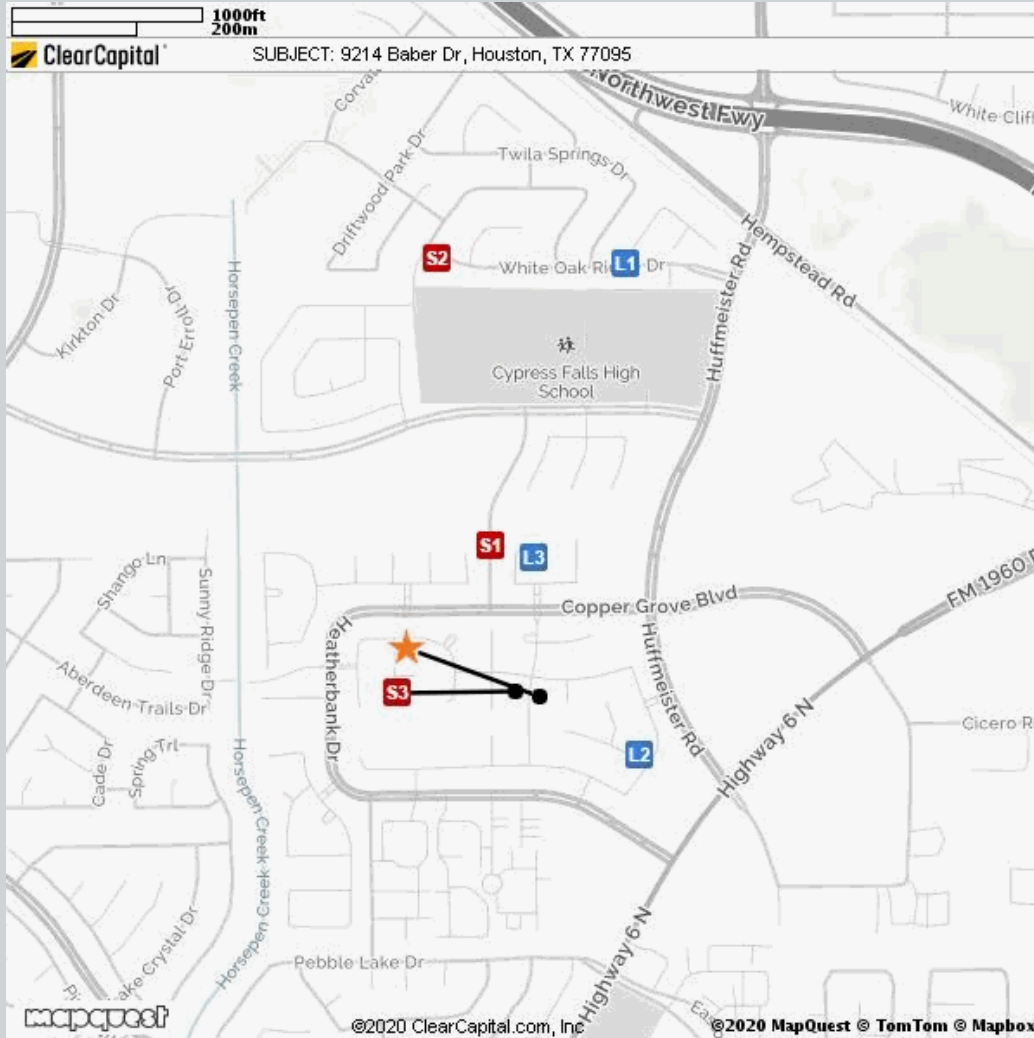 1000ft
200m
ClearCapital
SUBJECT: 9214 Baber Dr, Houston, TX 77095
Northwest Fwy
White Cliff
Twila Springs Dr
Driftwood Park Dr
Hempstead Rd
S2
L1
White Oak Dr
Huffmeister Rd
Kirkton Dr
Port Erroll Dr
Horsepen Creek
Cypress Falls High
School
S1
L3
Shango Ln
Sunny Ridge Dr
Copper Grove Blvd
FM 1960
Heatherbank Dr
Huffmeister Rd
S3
Aberdeen Trails Dr
Highway 6 N
Cicero
L2
Cade Dr
Spring Trl
Horsepen Creek
Horsepen Creek
Crystal Dr
Pebble Lake Dr
Highway 6 N
mapquest
©2020 ClearCapital.com, Inc
©2020 MapQuest © TomTom © Mapbox